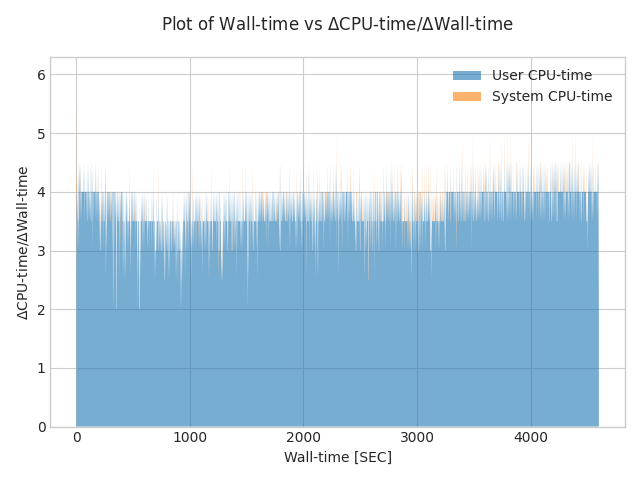 Plot of Wall-time vs ΔCPU-time/ΔWall-time
User CPU-time
System CPU-time
6
5
4
3
2
1
0
ΔCPU-time/ΔWall-time
0 1000 2000 3000 4000
Wall-time [SEC]